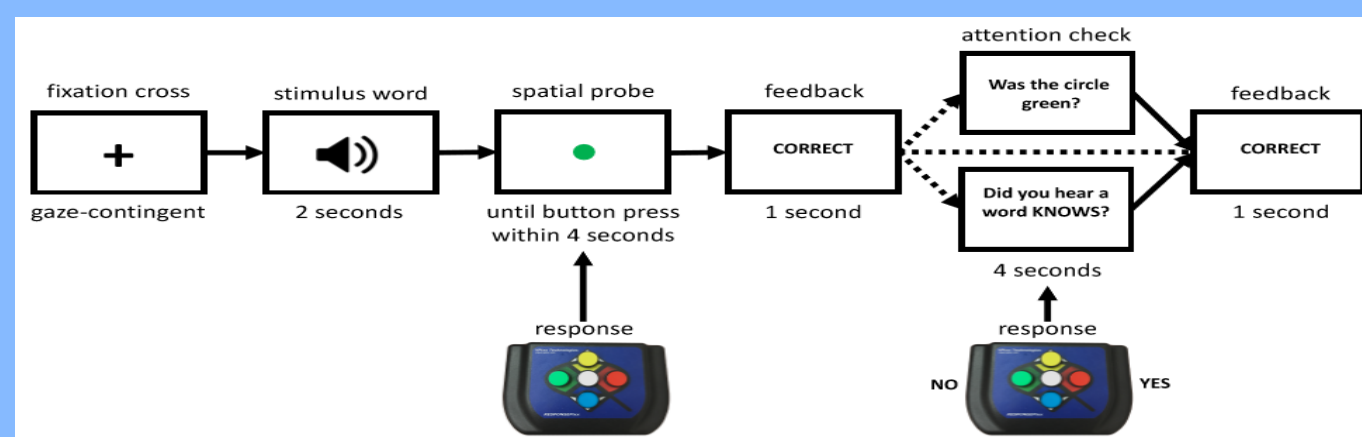 fixation cross
gaze-contingent
stimulus word
2 seconds
spatial probe
until button press
within 4 seconds
response
feedback
CORRECT
1 second
attention check
Was the circle
green?
Did you hear a
word KNOWS?
4 seconds
response
NO
YES
feedback
CORRECT
1 second